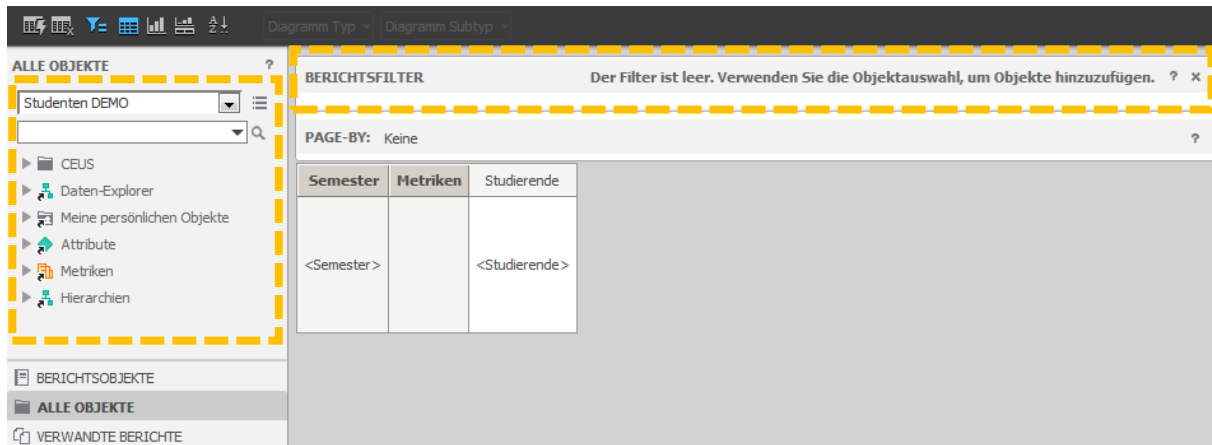 Diagramm Typ Diagramm Subtyp
ALLE OBJEKTE ?
Studenten DEMO
CEUS
Daten-Explorer
Meine persönlichen Objekte
Attribute
Metriken
Hierarchien
BERICHTSOBJEKTE
ALLE OBJEKTE
VERWANDTE BERICHTE
BERICHTSFILTER Der Filter ist leer. Verwenden Sie die Objektauswahl, um Objekte hinzuzufügen. ? x
PAGE-BY: Keine ?
Semester Metriken Studierende
<Semester> <Studierende>